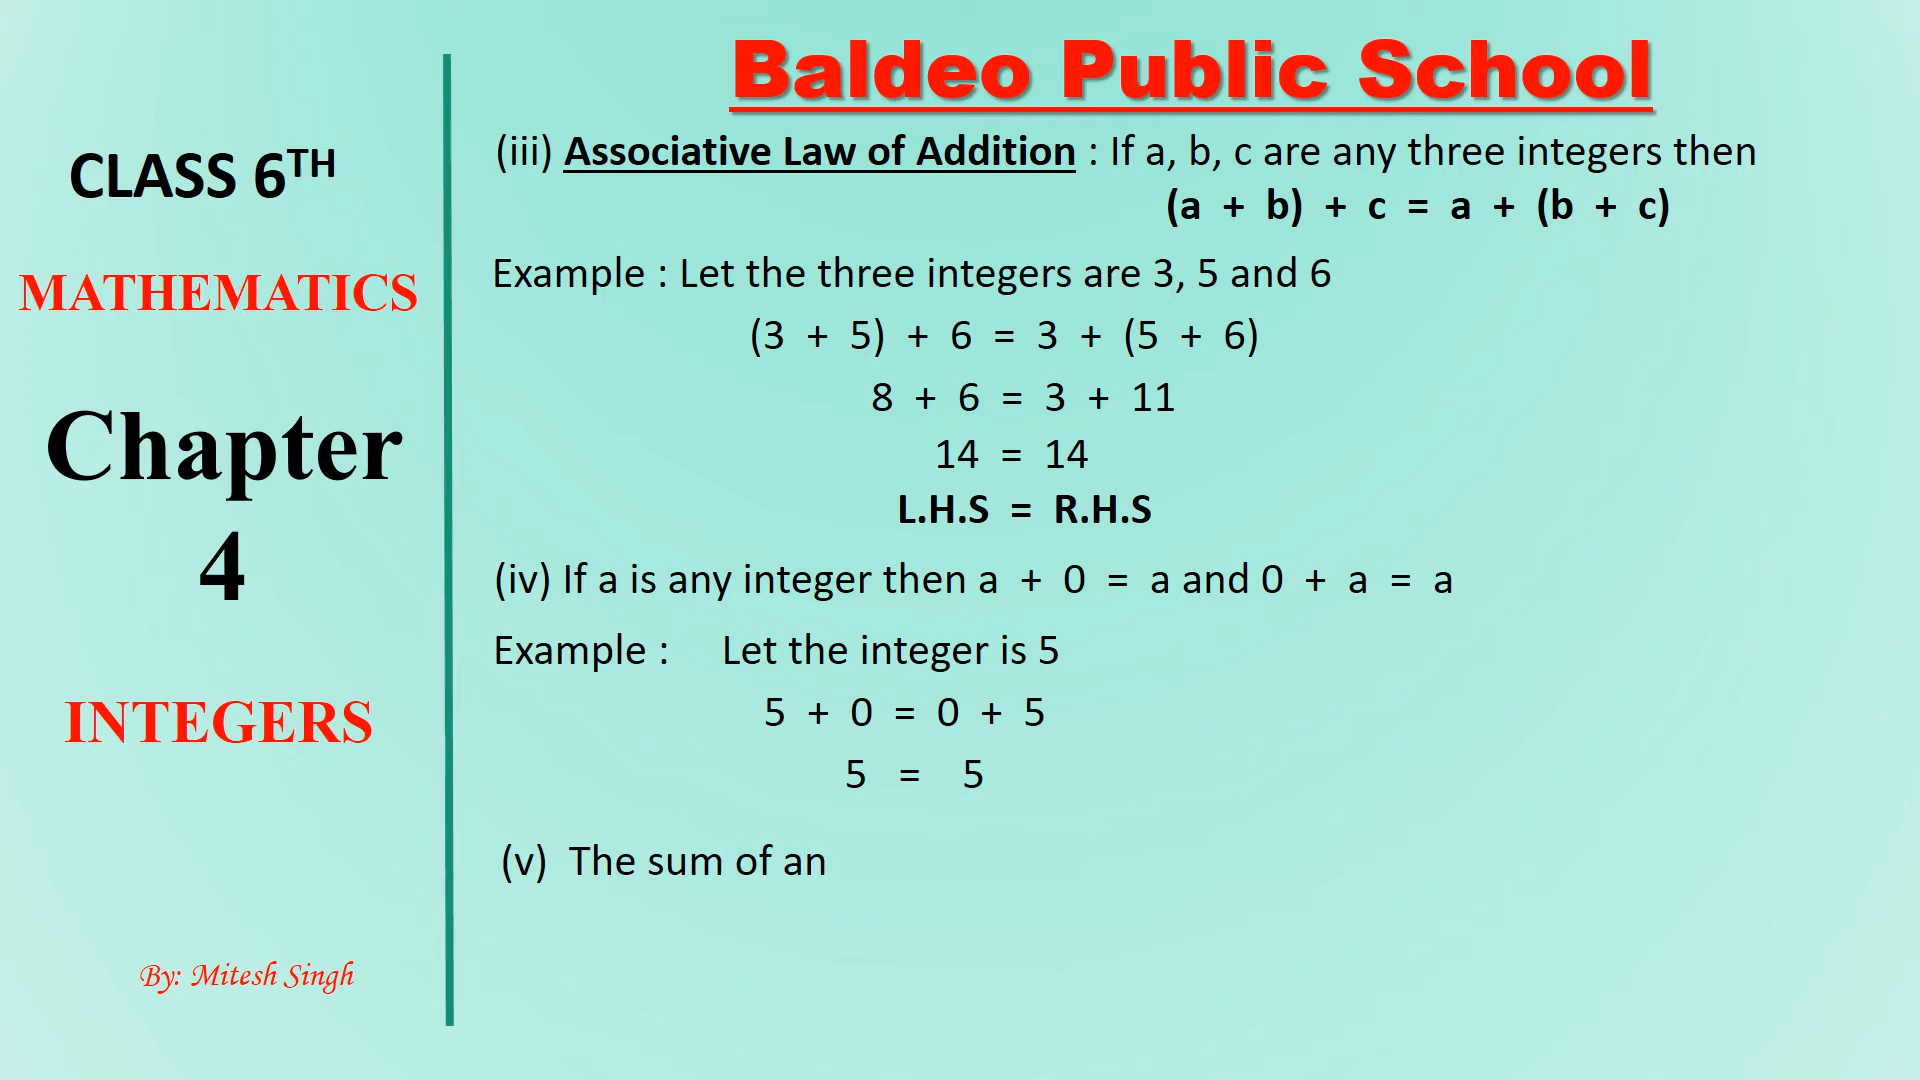 Baldeo Public School
CLASS 6TH
MATHEMATICS
Chapter
4
INTEGERS
By: Mitesh Singh
(iii) Associative Law of Addition : If a, b, c are any three integers then
(a + b) + c = a + (b + c)
Example : Let the three integers are 3, 5 and 6
(3 + 5) + 6 = 3 + (5 + 6)
8 + 6 = 3 + 11
14 = 14
L.H.S = R.H.S
(iv) If a is any integer then a + 0 = a and 0 + a = a
Example : Let the integer is 5
5 + 0 = 0 + 5
5 = 5
(v) The sum of an